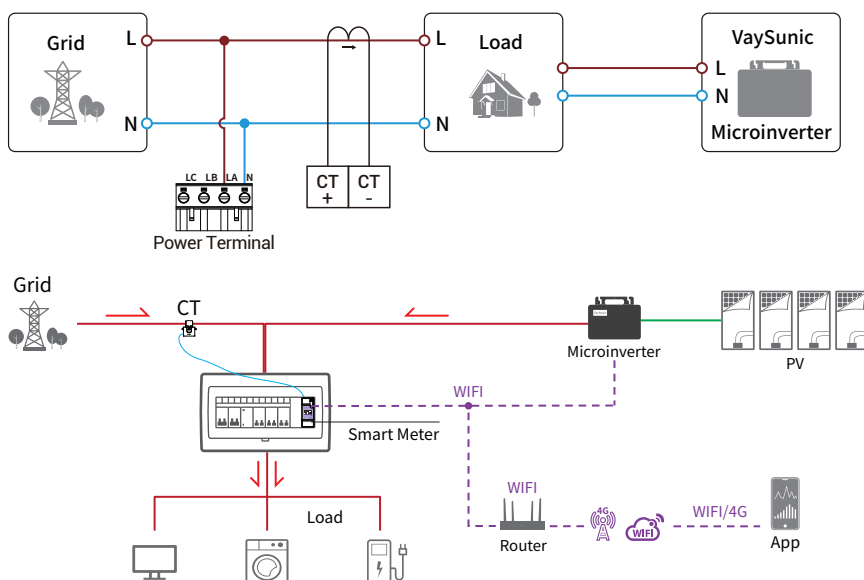 Grid
L
L
Load
VaySunic
L
N
Microinverter
N
N
LC LB LA N
CT
+
CT
-
Power Terminal
Grid
CT
Microinverter
PV
WIFI
Smart Meter
Load
WIFI
Router
4G
WIFI
WIFI/4G
App